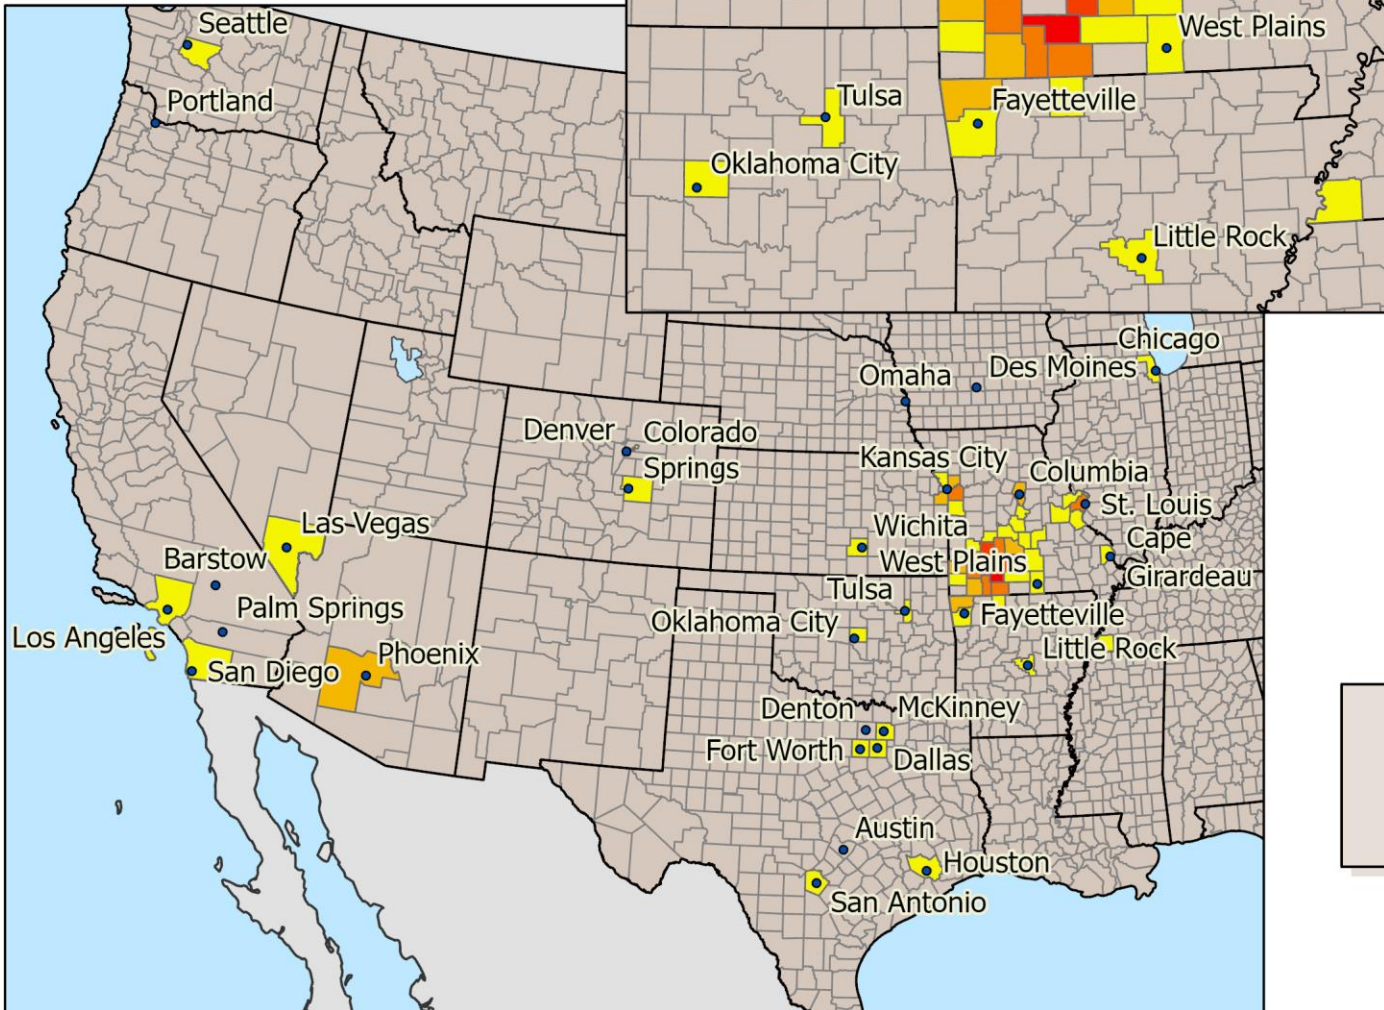 Seattle
Portland
West Plains
Tulsa
Fayetteville
Oklahoma City
Little Rock
Chicago
Omaha
Des Moines
Denver
Colorado
Springs
Kansas City
Columbia
St. Louis
Las Vegas
Wichita
Cape
Girardeau
Barstow
West Plains
Palm Springs
Tulsa
Los Angeles
Oklahoma City
Fayetteville
San Diego
Phoenix
Little Rock
Denton
McKinney
Fort Worth
Dallas
Austin
Houston
San Antonio